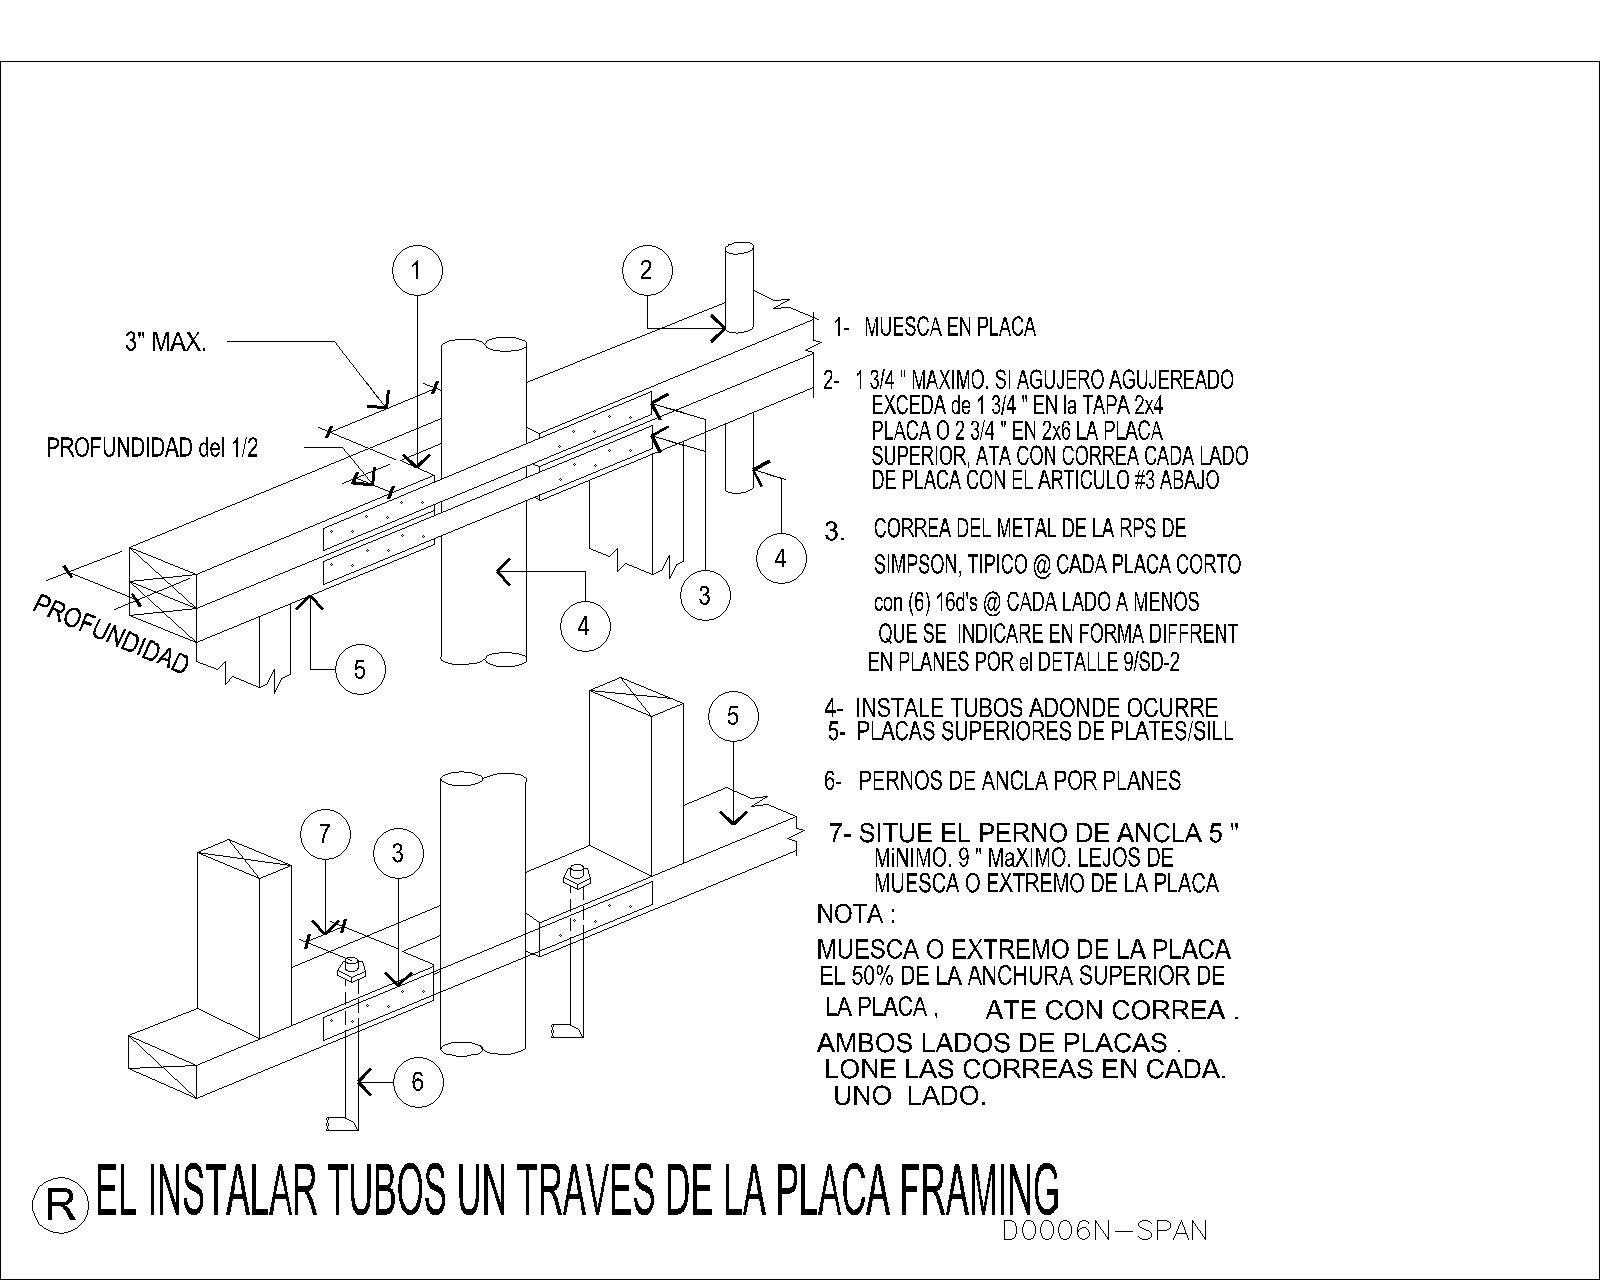 1
2
3" MAX.
PROFUNDIDAD del 1/2
PROFUNDIDAD
4
3
4
5
5
7
3
6
1- MUESCA EN PLACA
2- 1 3/4 " MAXIMO. SI AGUJERO AGUJEREADO
EXCEDA de 1 3/4 " EN la TAPA 2x4
PLACA O 2 3/4 " EN 2x6 LA PLACA
SUPERIOR, ATA CON CORREA CADA LADO
DE PLACA CON EL ARTICULO #3 ABAJO
3. CORREA DEL METAL DE LA RPS DE
SIMPSON, TIPICO @ CADA PLACA CORTO
con (6) 16d's @ CADA LADO A MENOS
QUE SE INDICARE EN FORMA DIFFRENT
EN PLANES POR el DETALLE 9/SD-2
4- INSTALE TUBOS ADONDE OCURRE
5- PLACAS SUPERIORES DE PLATES/SILL
6- PERNOS DE ANCLA POR PLANES
7- SITUE EL PERNO DE ANCLA 5 "
MíNIMO. 9 " MaXIMO. LEJOS DE
MUESCA O EXTREMO DE LA PLACA
NOTA :
MUESCA O EXTREMO DE LA PLACA
EL 50% DE LA ANCHURA SUPERIOR DE
LA PLACA , ATE CON CORREA .
AMBOS LADOS DE PLACAS .
LONE LAS CORREAS EN CADA.
UNO LADO.
R EL INSTALAR TUBOS UN TRAVES DE LA PLACA FRAMING
D0006N-SPAN